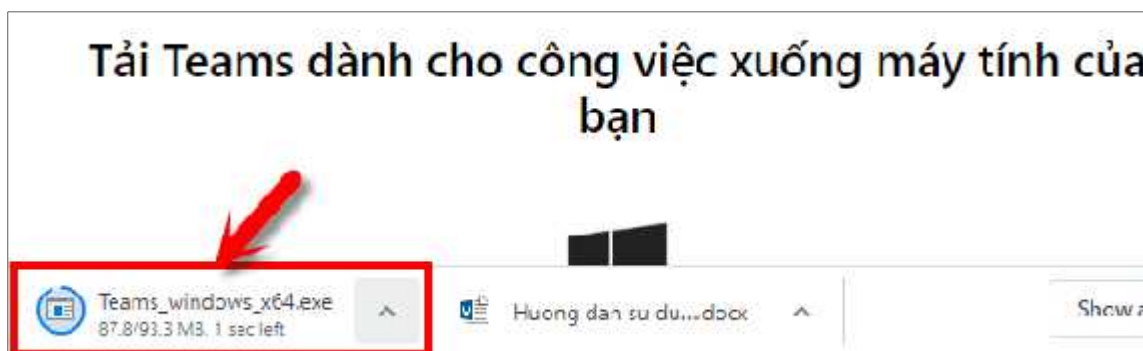 Tải Teams dành cho công việc xuống máy tính của
bạn
Teams_windows_x64.exe
87.8/93.3 MB, 1 sec left
Huong dan su du....docx
Show a